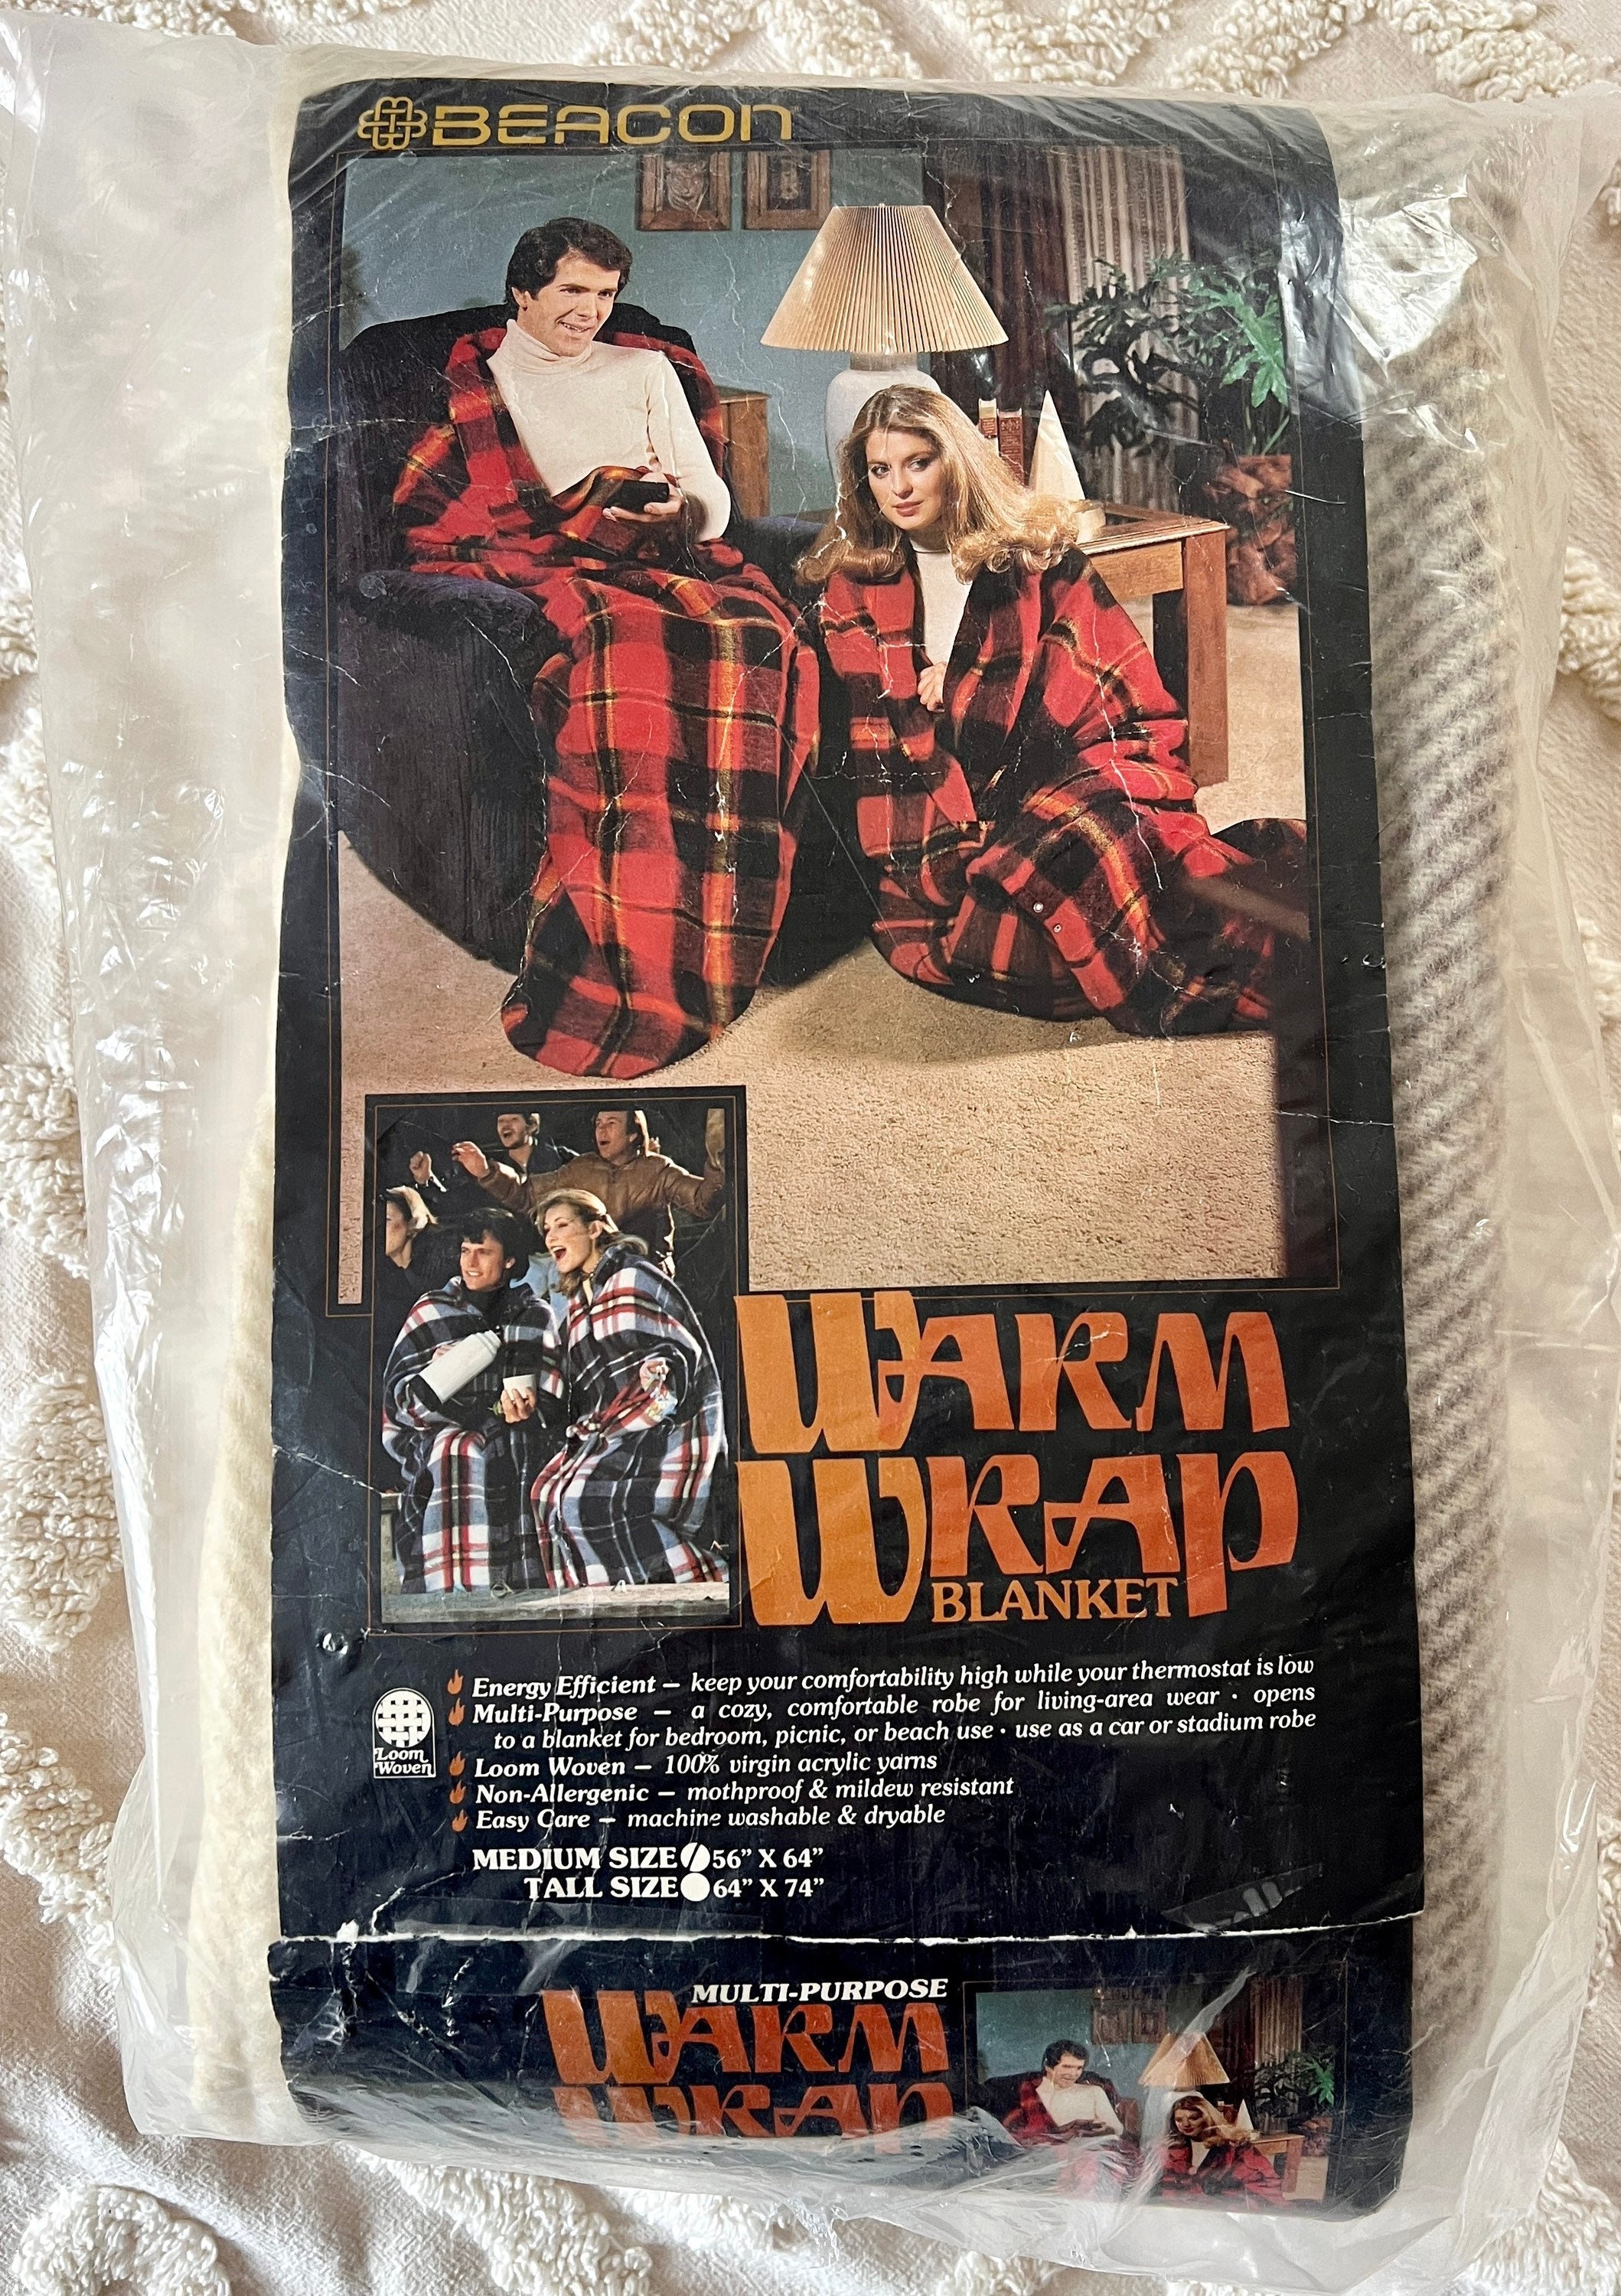 BEACON
WARM
WRAP
BLANKET
Energy Efficient — keep your comfortability high while your thermostat is low
Multi-Purpose — a cozy, comfortable robe for living-area wear · opens
to a blanket for bedroom, picnic, or beach use · use as a car or stadium robe
Loom Woven — 100% virgin acrylic yarns
Non-Allergenic — mothproof & mildew resistant
Easy Care — machine washable & dryable
Loom
Woven
MEDIUM SIZE 56” X 64”
TALL SIZE 64” X 74”
MULTI-PURPOSE
WARM
WRAP